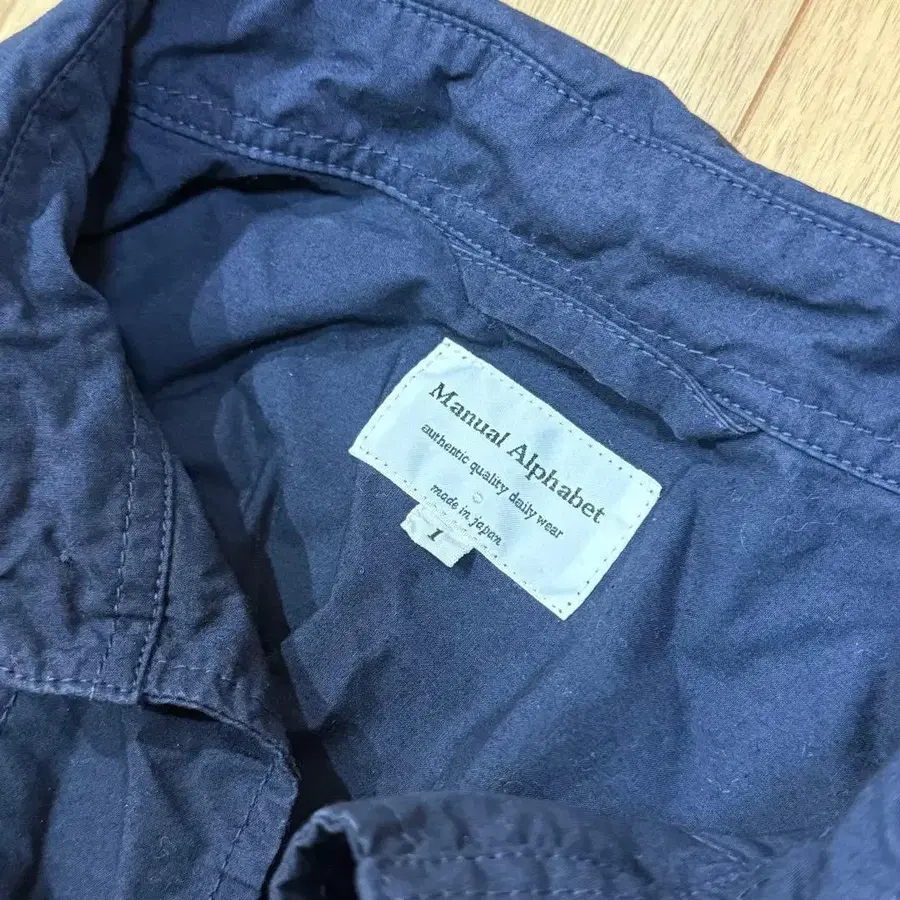 Manual Alphabet
authentic quality daily wear
made in japan
1